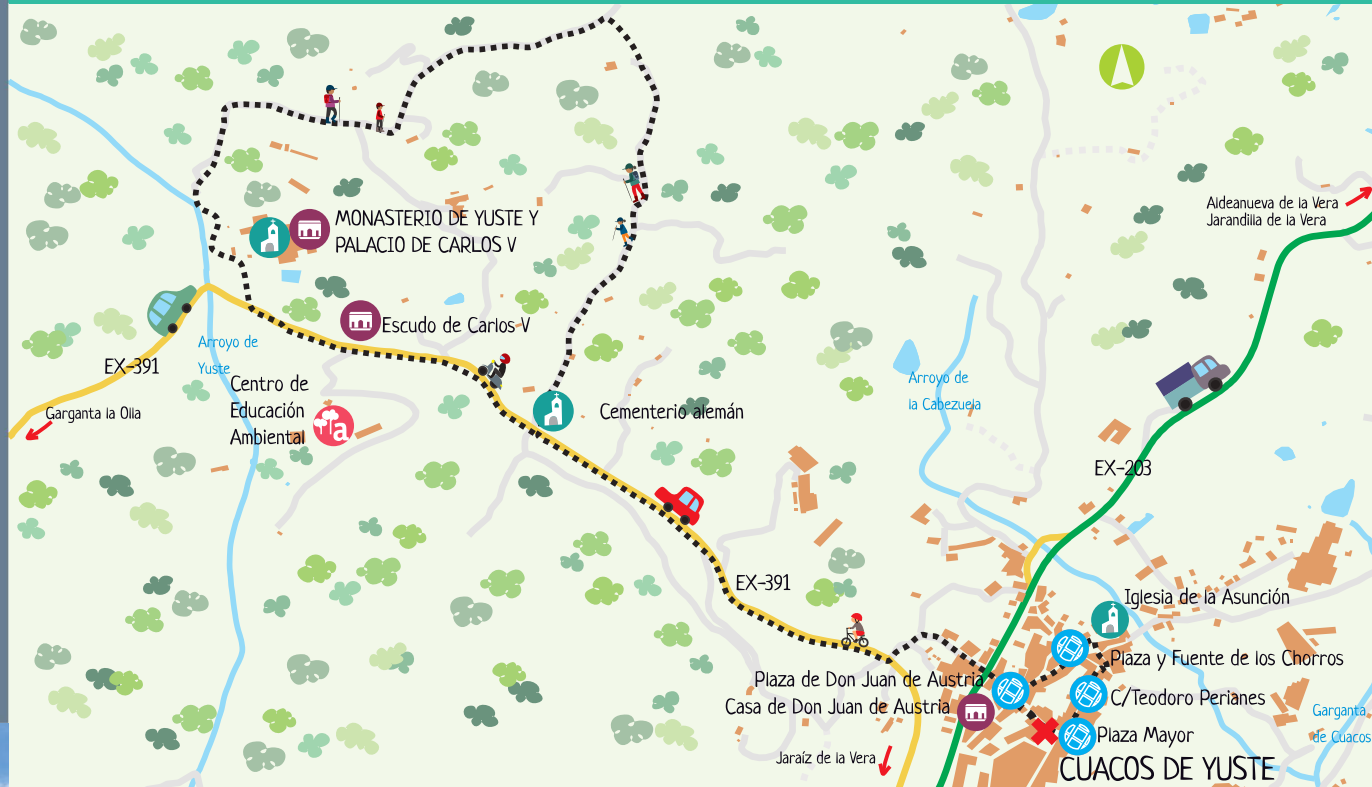 Aldeanueva de la Vera
Jarandilla de la Vera
MONASTERIO DE YUSTE Y
PALACIO DE CARLOS V
Escudo de Carlos V
Arroyo de
Yuste
EX-391
Centro de
Educación
Ambiental
a
Garganta la Olla
Cementerio alemán
Arroyo de
la Cabezuela
EX-203
EX-391
Iglesia de la Asunción
Plaza y Fuente de los Chorros
Plaza de Don Juan de Austria
Casa de Don Juan de Austria
C/Teodoro Perianes
Garganta
de Cuacos
Plaza Mayor
Jaraíz de la Vera
CUACOS DE YUSTE